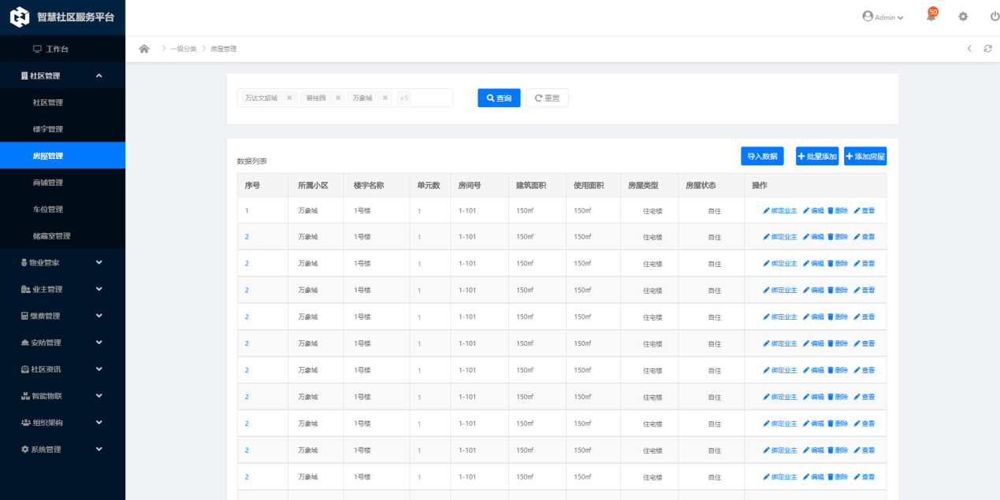 智慧社区服务平台
Admin
50
工作台
一级分类
房屋管理
社区管理
社区管理
楼宇管理
房屋管理
商铺管理
车位管理
储藏室管理
物业管家
业主管理
缴费管理
安防管理
社区资讯
智能物联
组织架构
系统管理
万达文旅城 碧桂园 万象城 +5 查询 重置
数据列表 导入数据 批量添加 添加房屋
序号 所属小区 楼宇名称 单元数 房间号 建筑面积 使用面积 房屋类型 房屋状态 操作
1 万象城 1号楼 1 1-101 150㎡ 150㎡ 住宅楼 自住 绑定业主 编辑 删除 查看
2 万象城 1号楼 1 1-101 150㎡ 150㎡ 住宅楼 自住 绑定业主 编辑 删除 查看
2 万象城 1号楼 1 1-101 150㎡ 150㎡ 住宅楼 自住 绑定业主 编辑 删除 查看
2 万象城 1号楼 1 1-101 150㎡ 150㎡ 住宅楼 自住 绑定业主 编辑 删除 查看
2 万象城 1号楼 1 1-101 150㎡ 150㎡ 住宅楼 自住 绑定业主 编辑 删除 查看
2 万象城 1号楼 1 1-101 150㎡ 150㎡ 住宅楼 自住 绑定业主 编辑 删除 查看
2 万象城 1号楼 1 1-101 150㎡ 150㎡ 住宅楼 自住 绑定业主 编辑 删除 查看
2 万象城 1号楼 1 1-101 150㎡ 150㎡ 住宅楼 自住 绑定业主 编辑 删除 查看
2 万象城 1号楼 1 1-101 150㎡ 150㎡ 住宅楼 自住 绑定业主 编辑 删除 查看
2 万象城 1号楼 1 1-101 150㎡ 150㎡ 住宅楼 自住 绑定业主 编辑 删除 查看
2 万象城 1号楼 1 1-101 150㎡ 150㎡ 住宅楼 自住 绑定业主 编辑 删除 查看